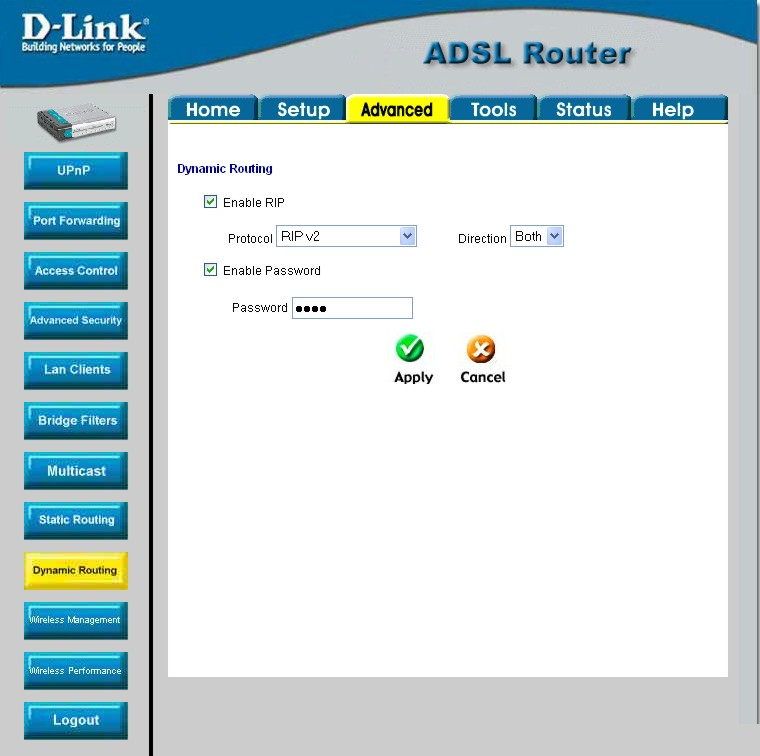 D-Link®
Building Networks for People
ADSL Router
Home Setup Advanced Tools Status Help
UPnP
Port Forwarding
Access Control
Advanced Security
Lan Clients
Bridge Filters
Multicast
Static Routing
Dynamic Routing
Wireless Management
Wireless Performance
Logout
Dynamic Routing
Enable RIP
Protocol RIP v2 Direction Both
Enable Password
Password ●●●●
Apply Cancel